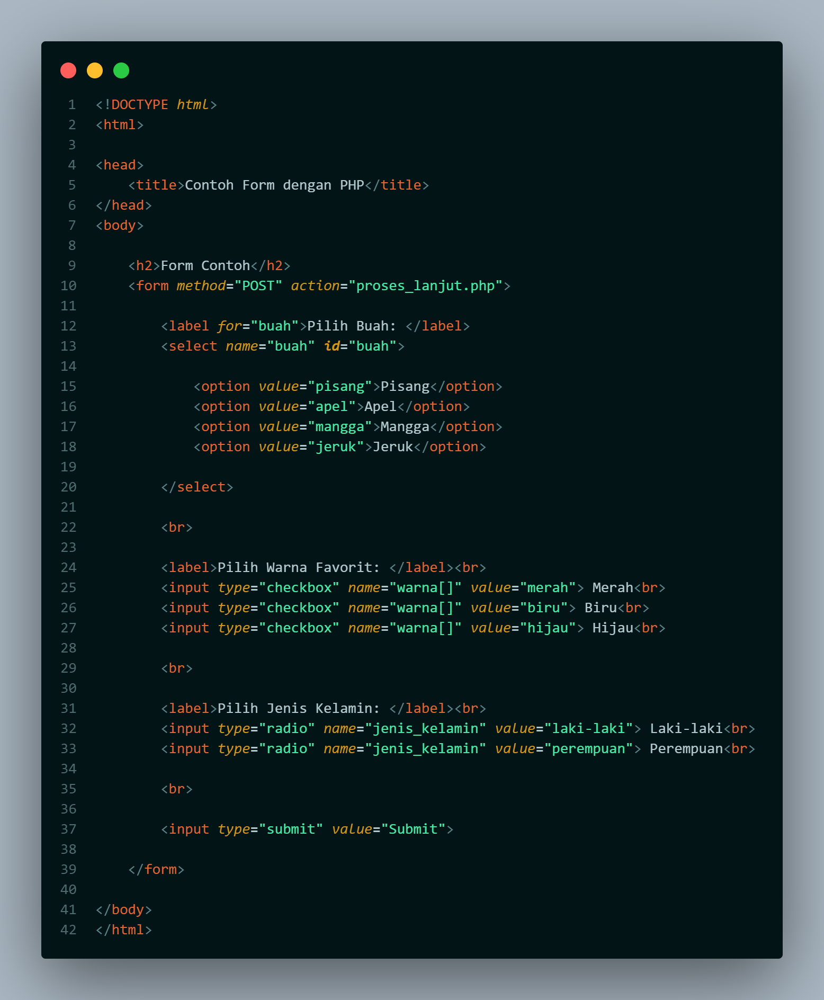 1 <!DOCTYPE html>
2 <html>
3
4 <head>
5     <title>Contoh Form dengan PHP</title>
6 </head>
7 <body>
8
9     <h2>Form Contoh</h2>
10     <form method="POST" action="proses_lanjut.php">
11
12         <label for="buah">Pilih Buah: </label>
13         <select name="buah" id="buah">
14
15             <option value="pisang">Pisang</option>
16             <option value="apel">Apel</option>
17             <option value="mangga">Mangga</option>
18             <option value="jeruk">Jeruk</option>
19
20         </select>
21
22         <br>
23
24         <label>Pilih Warna Favorit: </label><br>
25         <input type="checkbox" name="warna[]" value="merah"> Merah<br>
26         <input type="checkbox" name="warna[]" value="biru"> Biru<br>
27         <input type="checkbox" name="warna[]" value="hijau"> Hijau<br>
28
29         <br>
30
31         <label>Pilih Jenis Kelamin: </label><br>
32         <input type="radio" name="jenis_kelamin" value="laki-laki"> Laki-laki<br>
33         <input type="radio" name="jenis_kelamin" value="perempuan"> Perempuan<br>
34
35         <br>
36
37         <input type="submit" value="Submit">
38
39     </form>
40
41 </body>
42 </html>